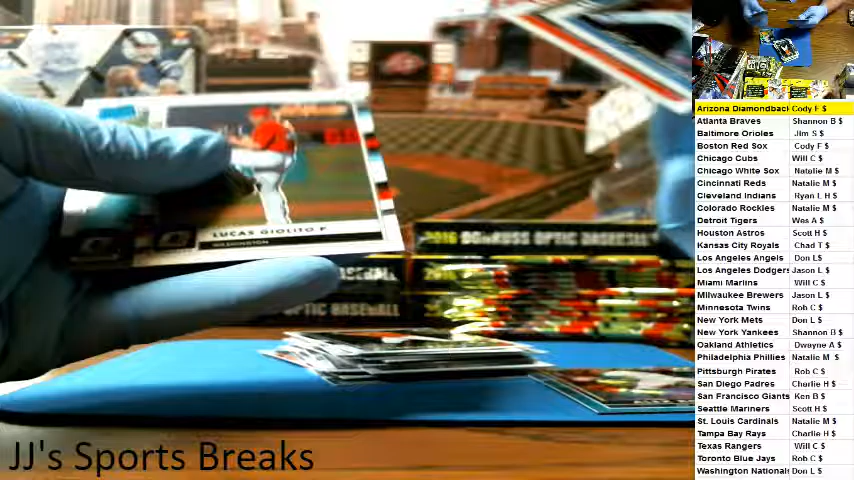 LUCAS GIOLITO P
WASHINGTON
2016 DONRUSS OPTIC BASEBALL
BASEBALL
OPTIC BASEBALL
JJ's Sports Breaks
Arizona Diamondback Cody F $
Atlanta Braves Shannon B $
Baltimore Orioles Jim S $
Boston Red Sox Cody F $
Chicago Cubs Will C $
Chicago White Sox Natalie M $
Cincinnati Reds Natalie M $
Cleveland Indians Ryan L H $
Colorado Rockies Natalie M $
Detroit Tigers Wes A $
Houston Astros Scott H $
Kansas City Royals Chad T $
Los Angeles Angels Don L$
Los Angeles Dodgers Jason L $
Miami Marlins Will C $
Milwaukee Brewers Jason L $
Minnesota Twins Rob C $
New York Mets Don L $
New York Yankees Shannon B $
Oakland Athletics Dwayne A $
Philadelphia Phillies Natalie M $
Pittsburgh Pirates Rob C $
San Diego Padres Charlie H $
San Francisco Giants Ken B $
Seattle Mariners Scott H $
St. Louis Cardinals Natalie M $
Tampa Bay Rays Charlie H $
Texas Rangers Will C $
Toronto Blue Jays Rob C $
Washington Nationals Don L $